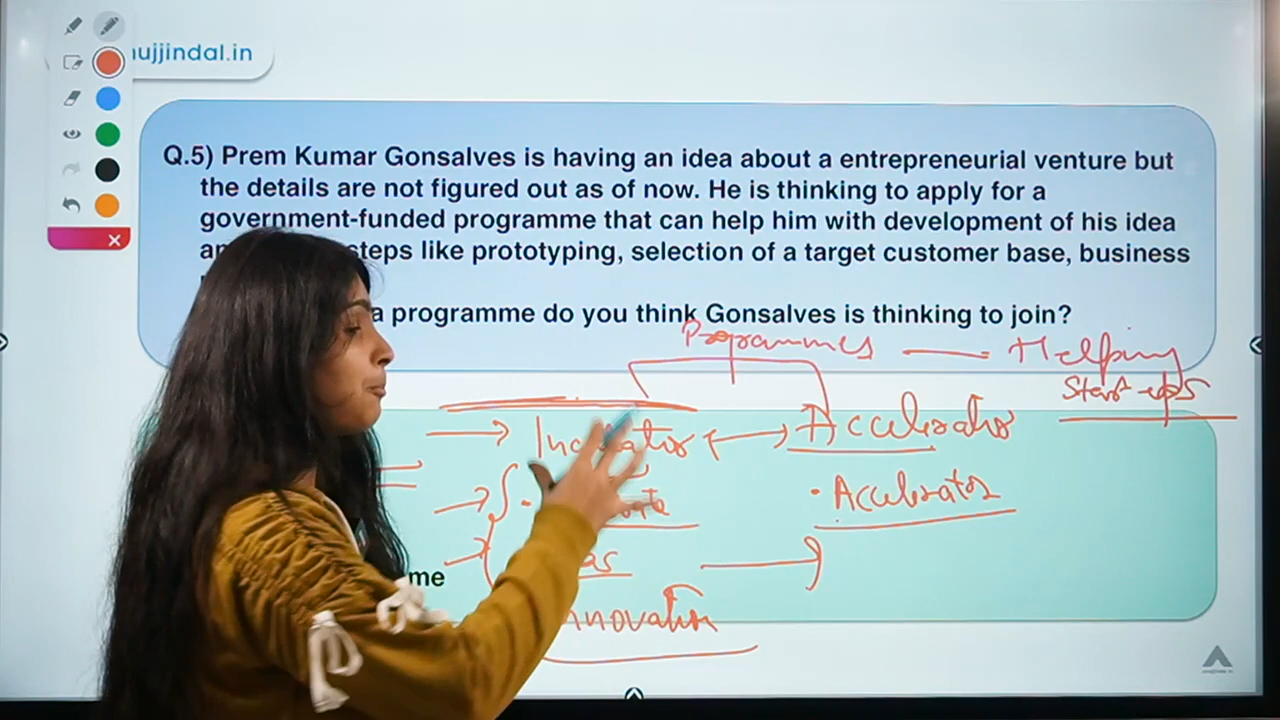 ujjindal.in
Q.5) Prem Kumar Gonsalves is having an idea about a entrepreneurial venture but
the details are not figured out as of now. He is thinking to apply for a
government-funded programme that can help him with development of his idea
steps like prototyping, selection of a target customer base, business
a programme do you think Gonsalves is thinking to join?
Programmes — Helping
Start-ups
Accelerator
Accelerator
me
nnovation